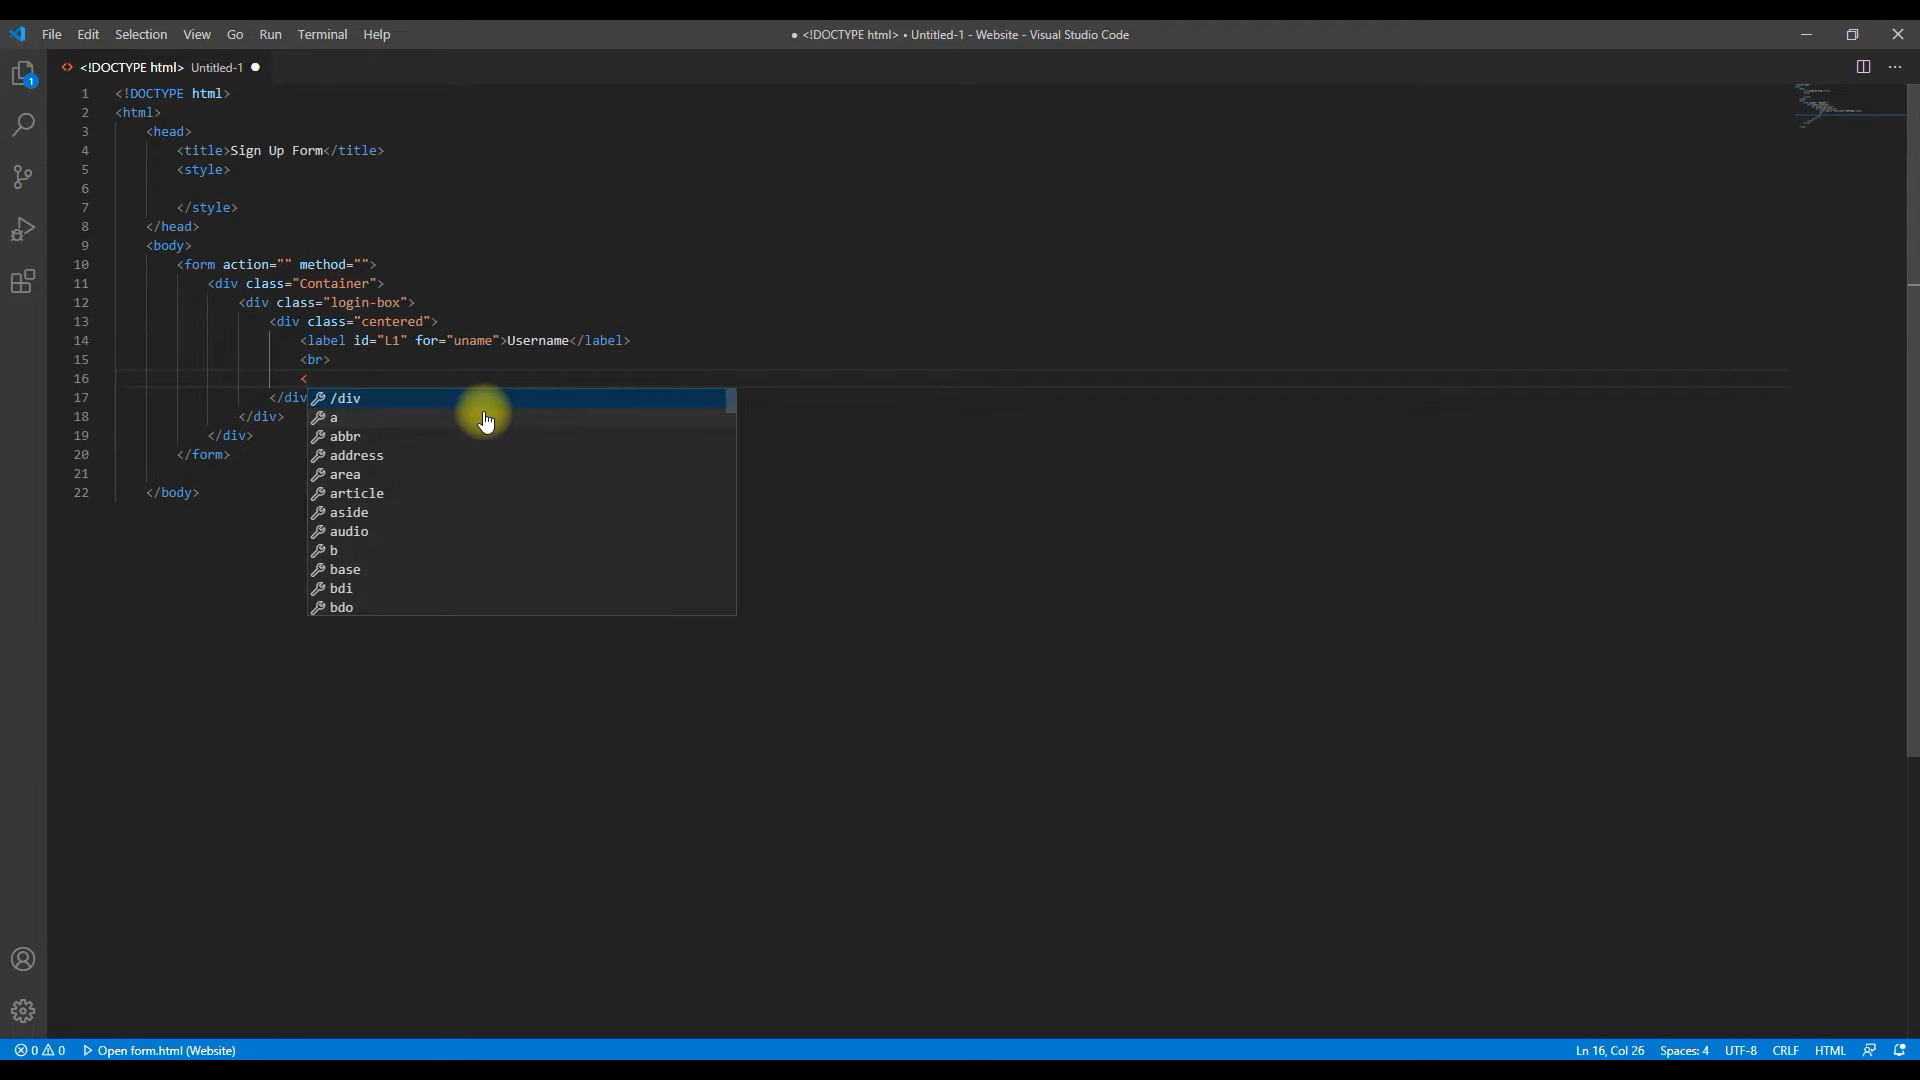 File Edit Selection View Go Run Terminal Help
● <!DOCTYPE html> • Untitled-1 - Website - Visual Studio Code
<!DOCTYPE html> Untitled-1 ●
1 <!DOCTYPE html>
2 <html>
3 <head>
4 <title>Sign Up Form</title>
5 <style>
6
7 </style>
8 </head>
9 <body>
10 <form action="" method="">
11 <div class="Container">
12 <div class="login-box">
13 <div class="centered">
14 <label id="L1" for="uname">Username</label>
15 <br>
16 <
17 </div
18 </div>
19 </div>
20 </form>
21
22 </body>
/div
a
abbr
address
area
article
aside
audio
b
base
bdi
bdo
1
0 0 Open form.html (Website)
Ln 16, Col 26 Spaces: 4 UTF-8 CRLF HTML